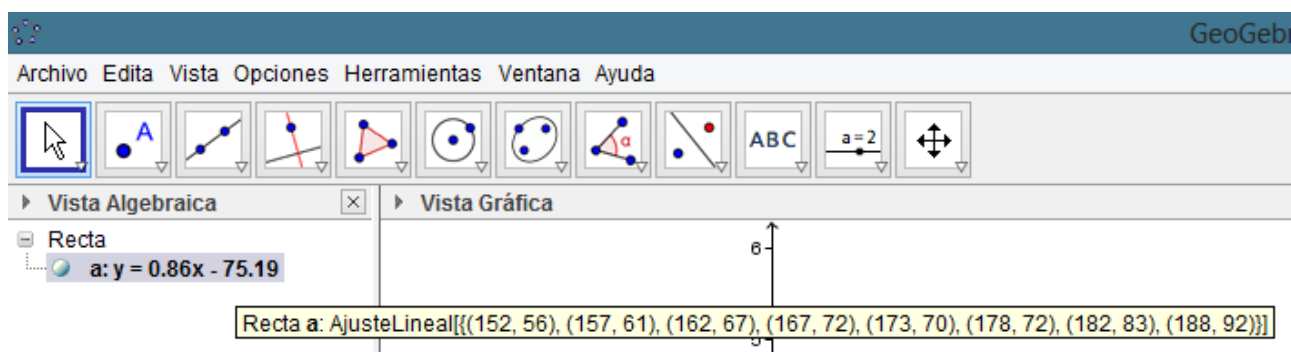 GeoGebr
Archivo Edita Vista Opciones Herramientas Ventana Ayuda
A
α
ABC
a=2
Vista Algebraica
Vista Gráfica
Recta
a: y = 0.86x - 75.19
6
Recta a: AjusteLineal[{(152, 56), (157, 61), (162, 67), (167, 72), (173, 70), (178, 72), (182, 83), (188, 92)}]
5